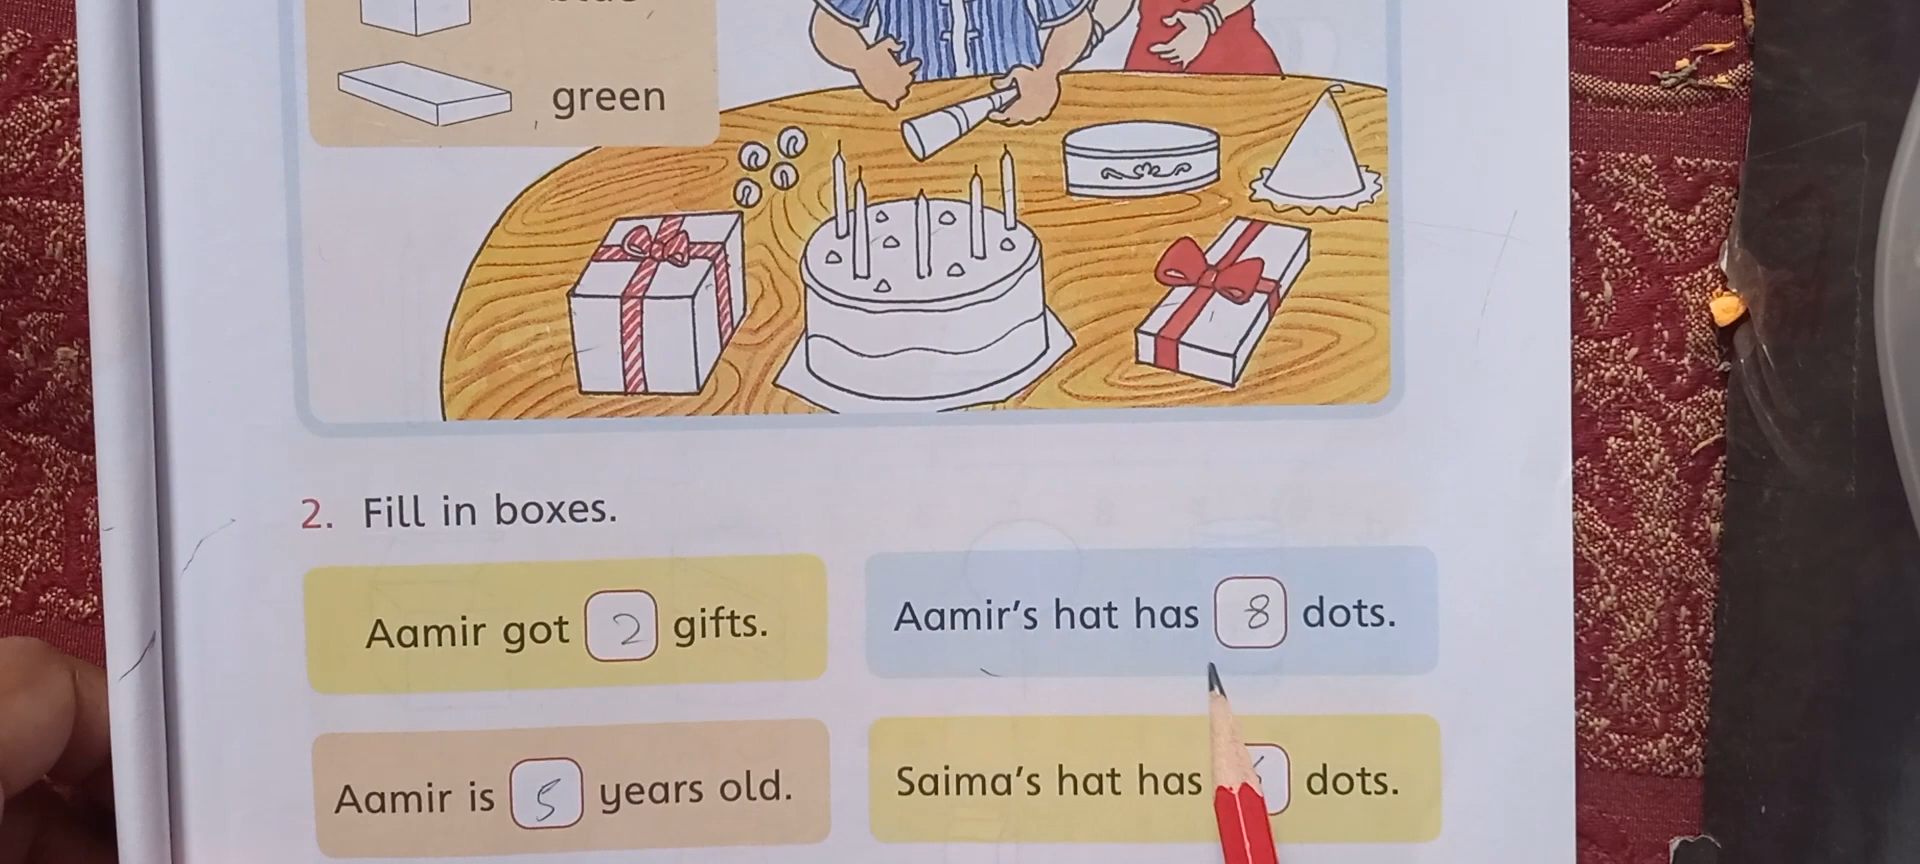 green
2. Fill in boxes.
Aamir got 2 gifts.
Aamir's hat has 8 dots.
Aamir is 5 years old.
Saima's hat has dots.